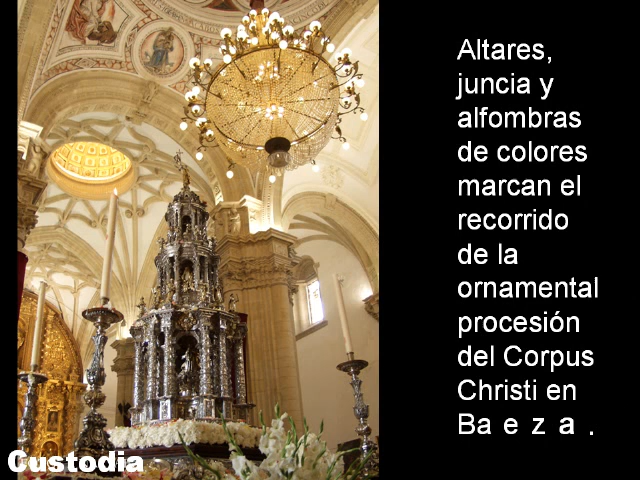 Altares,
juncia y
alfombras
de colores
marcan el
recorrido
de la
ornamental
procesión
del Corpus
Christi en
Ba e z a .
Custodia